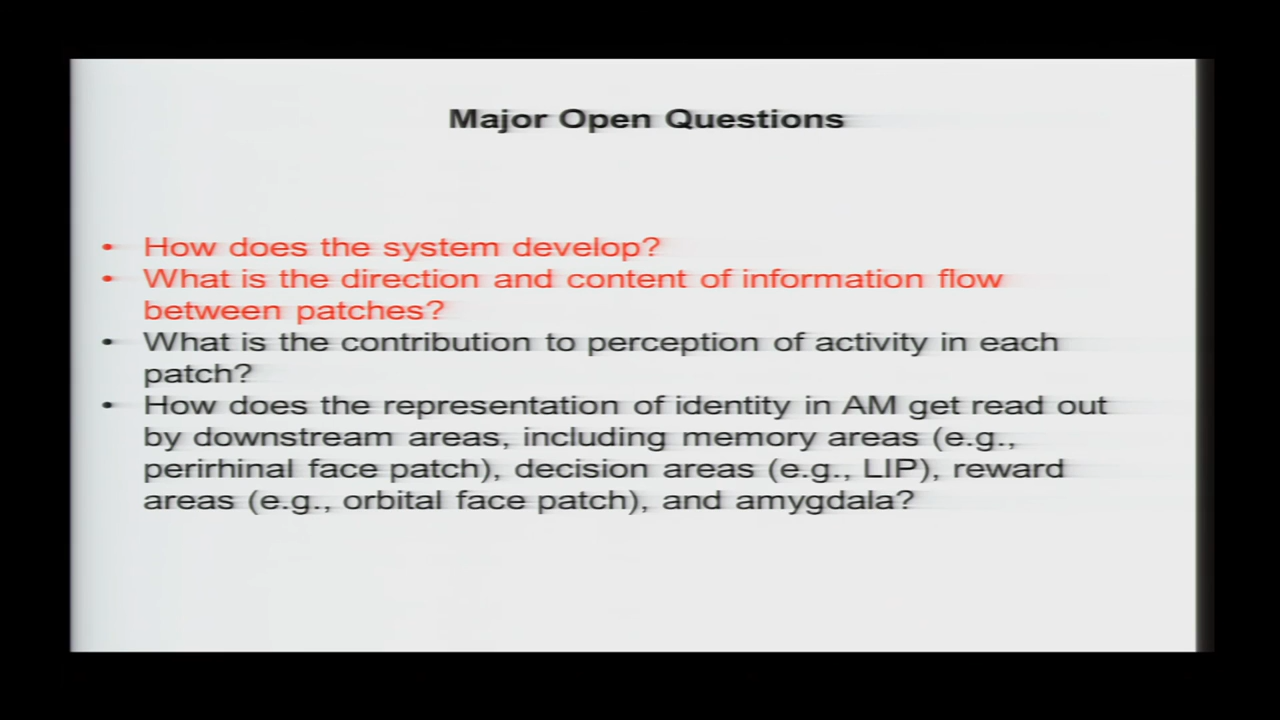 Major Open Questions
• How does the system develop?
• What is the direction and content of information flow
between patches?
• What is the contribution to perception of activity in each
patch?
• How does the representation of identity in AM get read out
by downstream areas, including memory areas (e.g.,
perirhinal face patch), decision areas (e.g., LIP), reward
areas (e.g., orbital face patch), and amygdala?